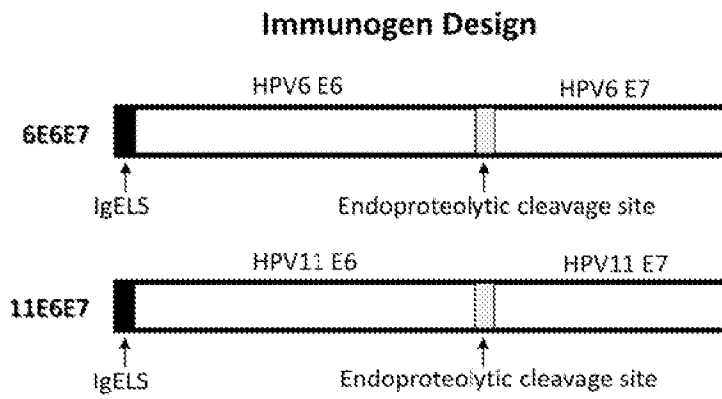 Immunogen Design
HPV6 E6 HPV6 E7
6E6E7
IgELS Endoproteolytic cleavage site
HPV11 E6 HPV11 E7
11E6E7
IgELS Endoproteolytic cleavage site